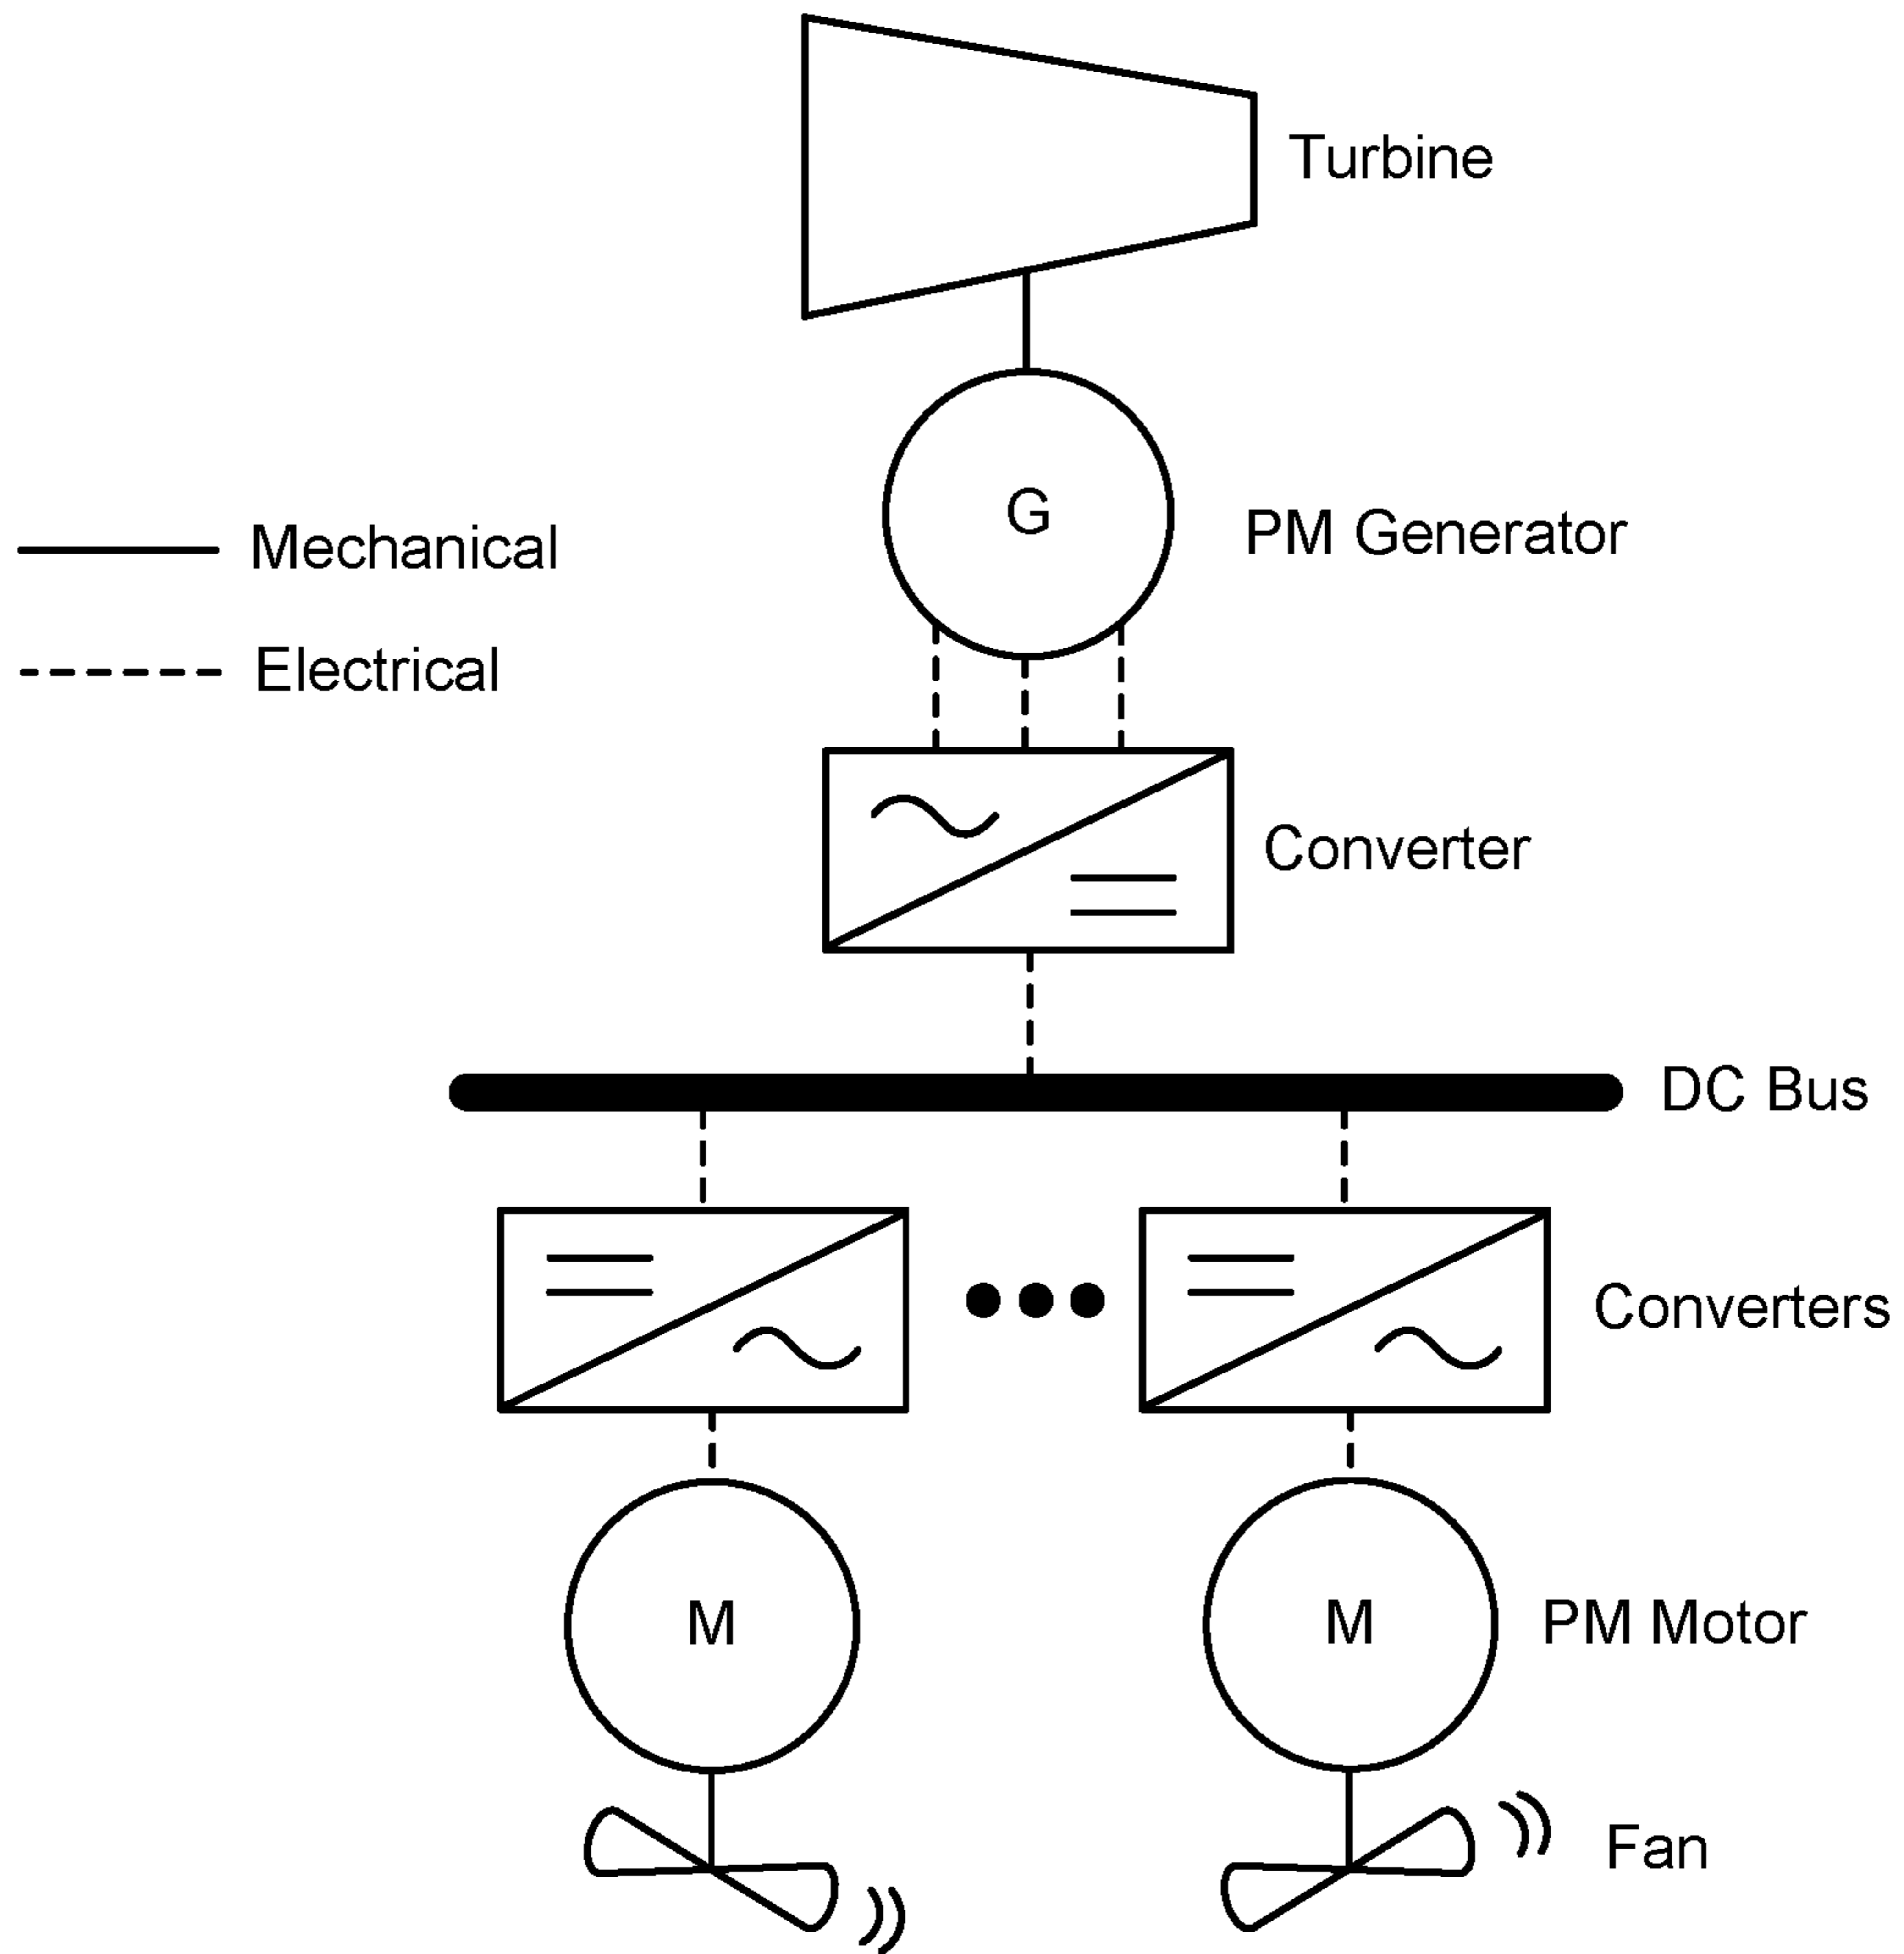 Turbine
G
PM Generator
Mechanical
Electrical
Converter
DC Bus
Converters
M
M
PM Motor
Fan